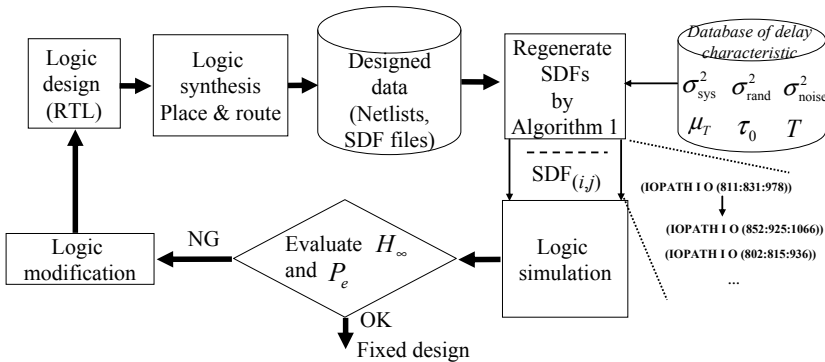 Logic
design
(RTL)
Logic
synthesis
Place & route
Designed
data
(Netlists,
SDF files)
Regenerate
SDFs
by
Algorithm 1
Database of delay
characteristic
σ²sys σ²rand σ²noise
μT τ0 T
SDF(i,j)
(IOPATH I O (811:831:978))
(IOPATH I O (852:925:1066))
(IOPATH I O (802:815:936))
...
Logic
simulation
Evaluate H∞
and Pe
NG
Logic
modification
OK
Fixed design